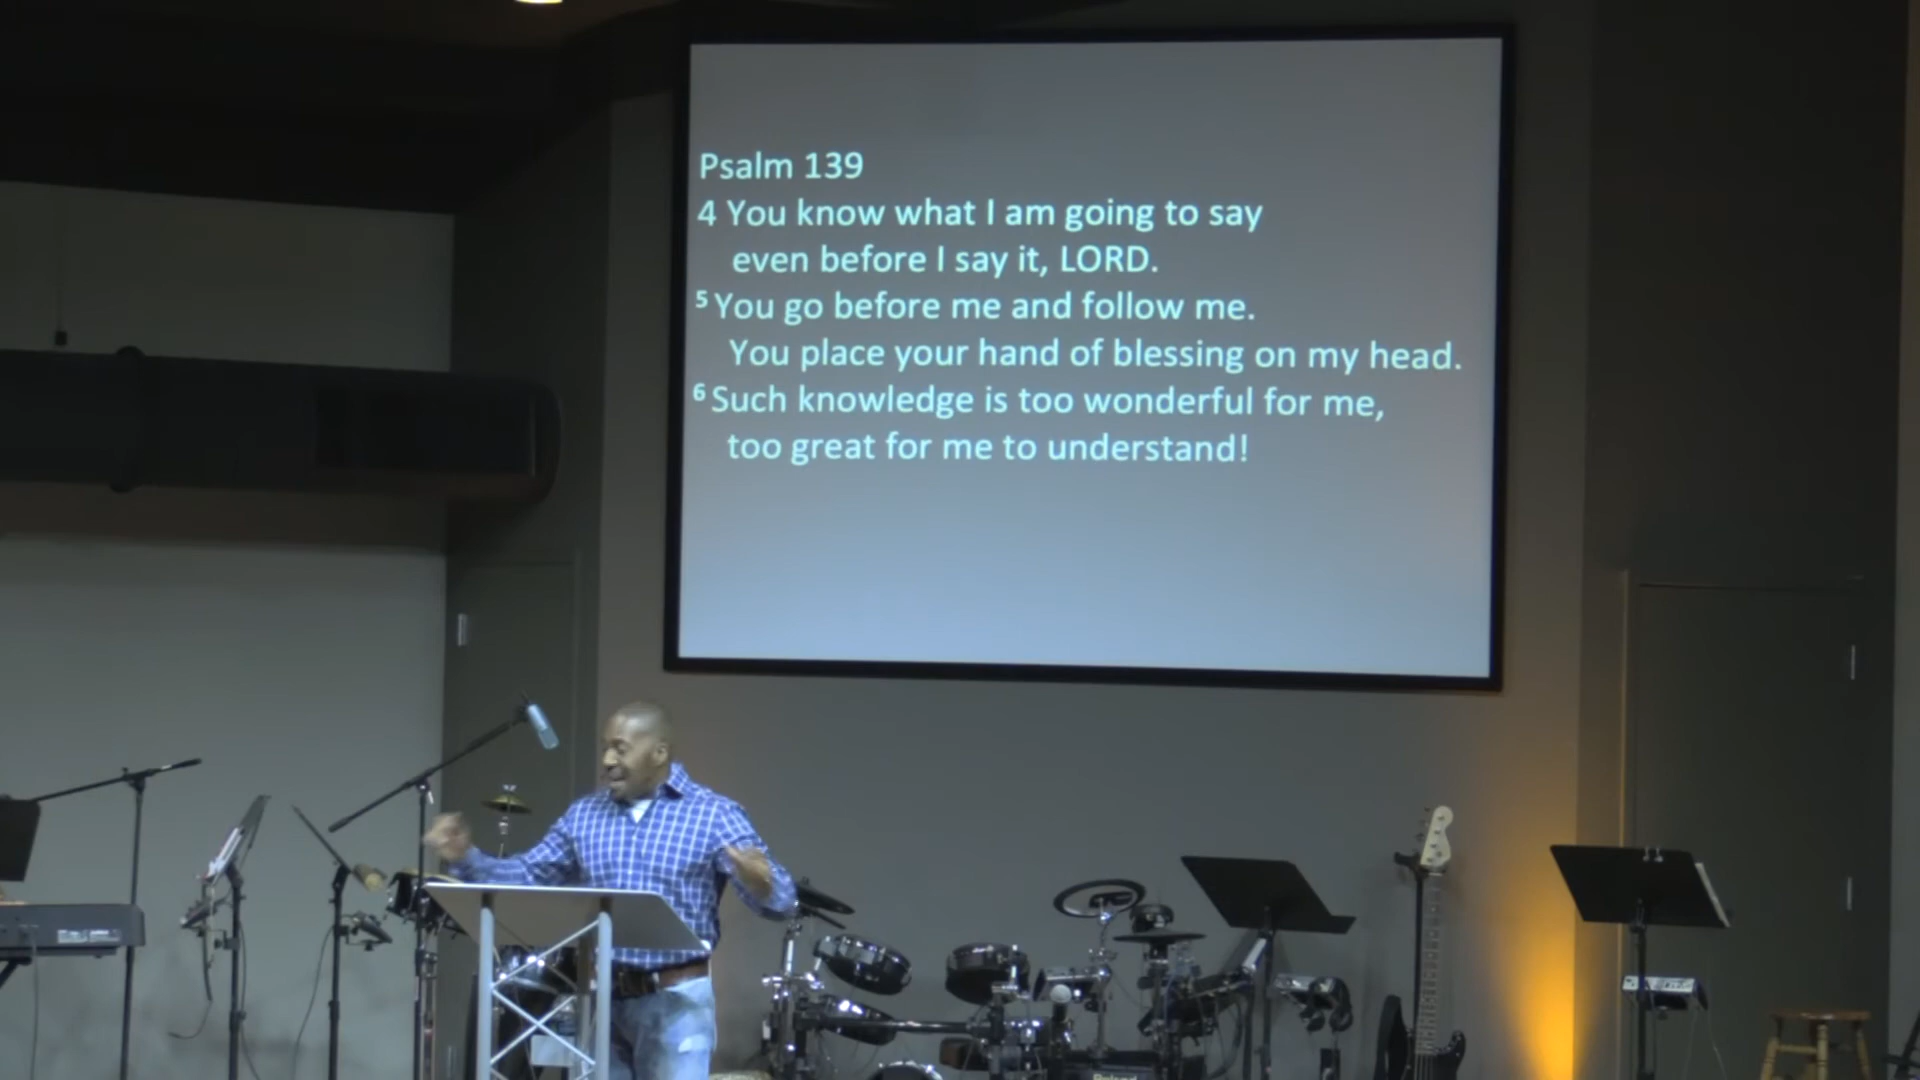 Psalm 139
4 You know what I am going to say
even before I say it, LORD.
5 You go before me and follow me.
You place your hand of blessing on my head.
6 Such knowledge is too wonderful for me,
too great for me to understand!
Roland